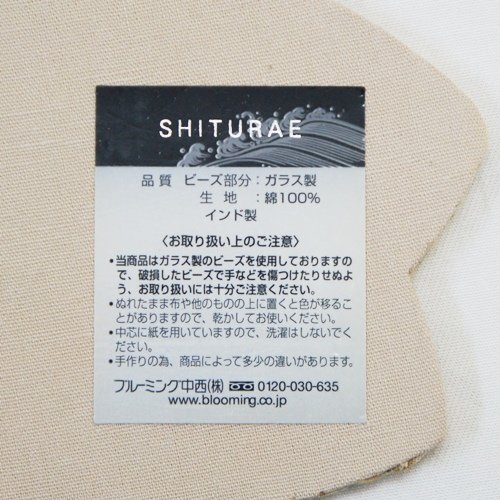 SHITURAE
品質 ビーズ部分：ガラス製
生地：綿100%
インド製
〈お取り扱い上のご注意〉
•当商品はガラス製のビーズを使用しておりますの
で、破損したビーズで手などを傷つけたりせぬよ
う、お取り扱いには十分ご注意ください。
•ぬれたまま布や他のものの上に置くと色が移るこ
とがありますので、乾かしてお使いください。
•中芯に紙を用いていますので、洗濯はしないでく
ださい。
•手作りの為、商品によって多少の違いがあります。
ブルーミング中西(株) 0120-030-635
www.blooming.co.jp